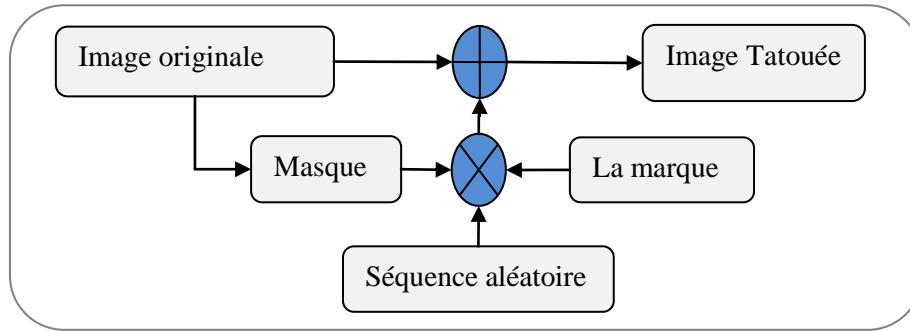 Image originale
Image Tatouée
Masque
La marque
Séquence aléatoire